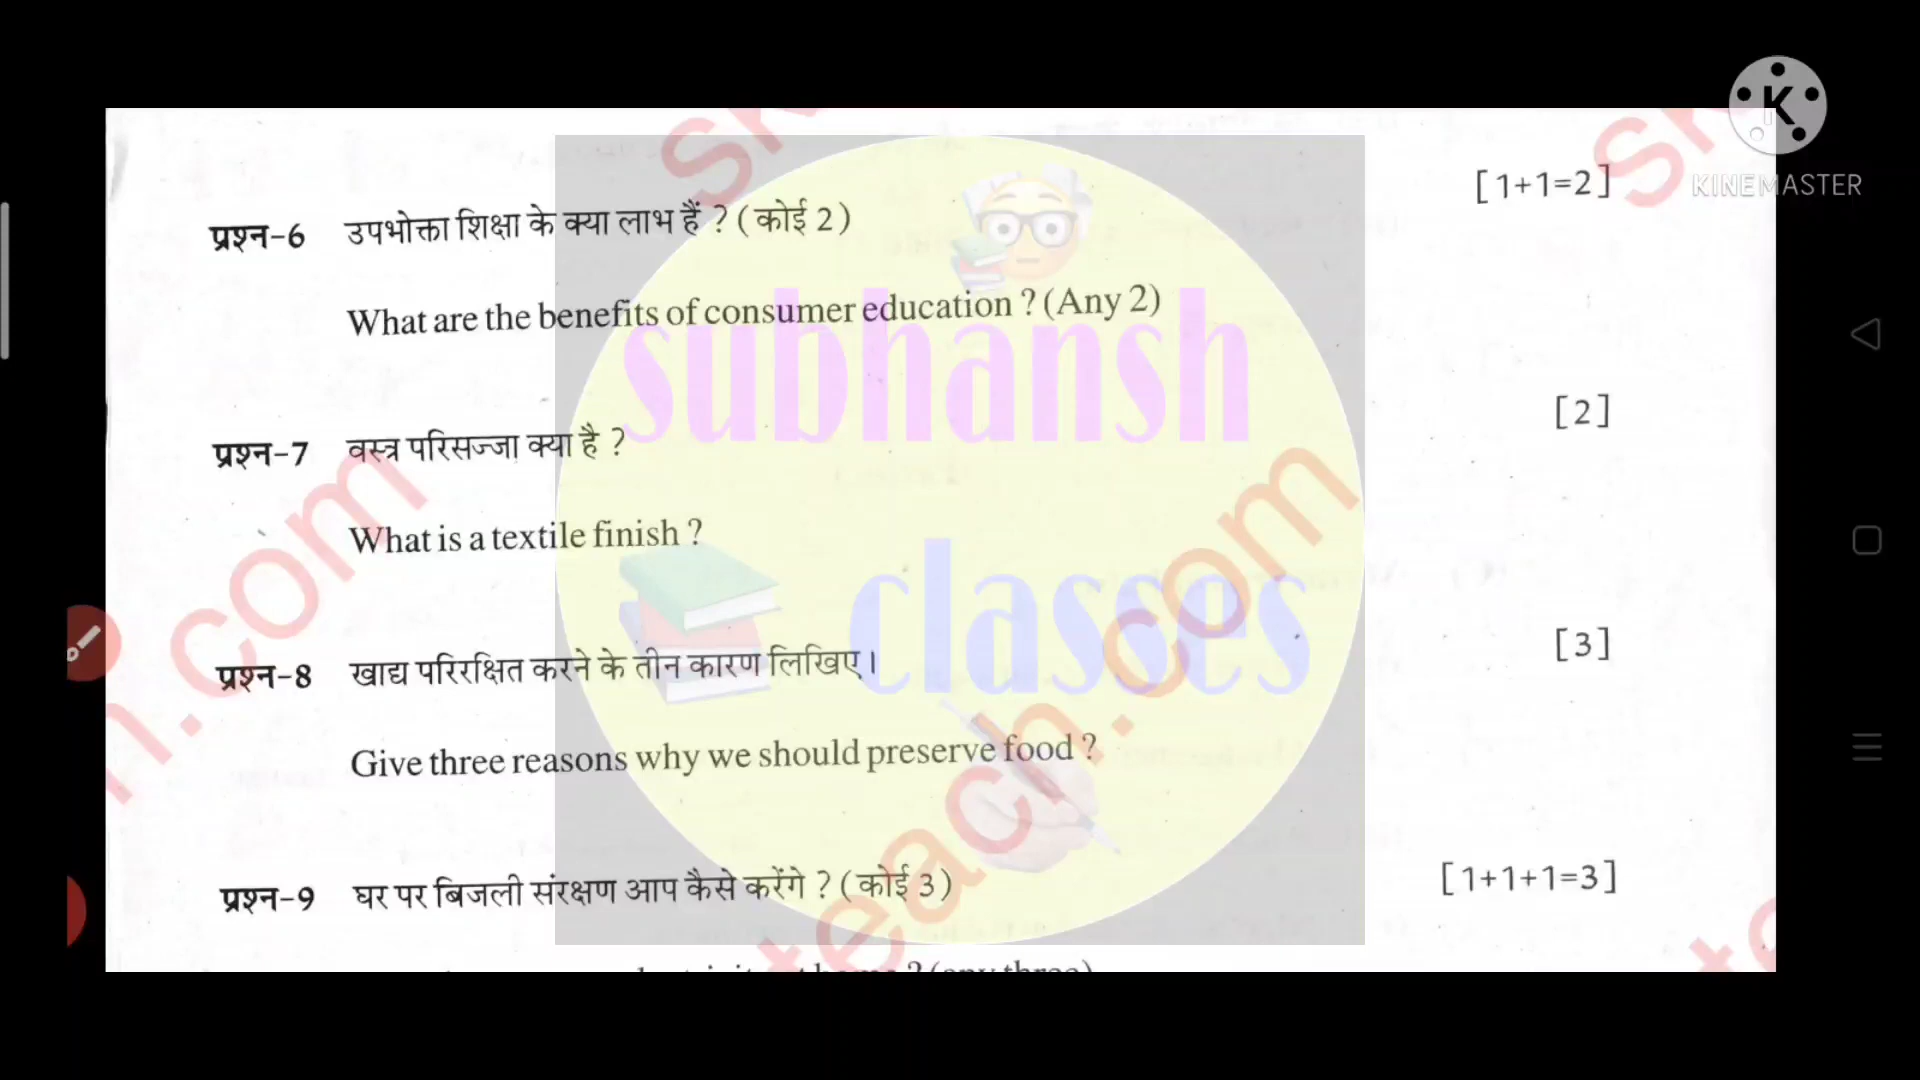 KINEMASTER
[1+1=2]
प्रश्न-6 उपभोक्ता शिक्षा के क्या लाभ हैं ? (कोई 2)
What are the benefits of consumer education ? (Any 2)
subhansh
[2]
प्रश्न-7 वस्त्र परिसज्जा क्या है ?
What is a textile finish ?
classes
[3]
प्रश्न-8 खाद्य परिरक्षित करने के तीन कारण लिखिए।
Give three reasons why we should preserve food ?
[1+1+1=3]
प्रश्न-9 घर पर बिजली संरक्षण आप कैसे करेंगे ? (कोई 3)
? (any three)